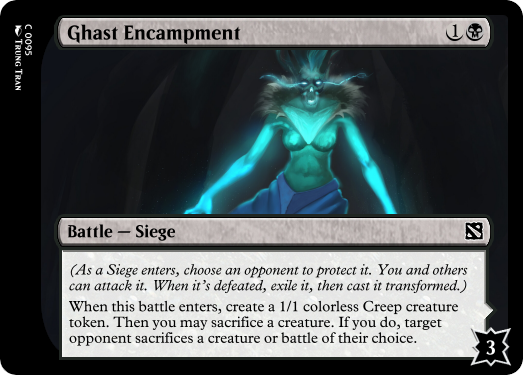 Ghast Encampment 1
C 0095
Trung Tran
Battle — Siege
(As a Siege enters, choose an opponent to protect it. You and others
can attack it. When it's defeated, exile it, then cast it transformed.)
When this battle enters, create a 1/1 colorless Creep creature
token. Then you may sacrifice a creature. If you do, target
opponent sacrifices a creature or battle of their choice.
3